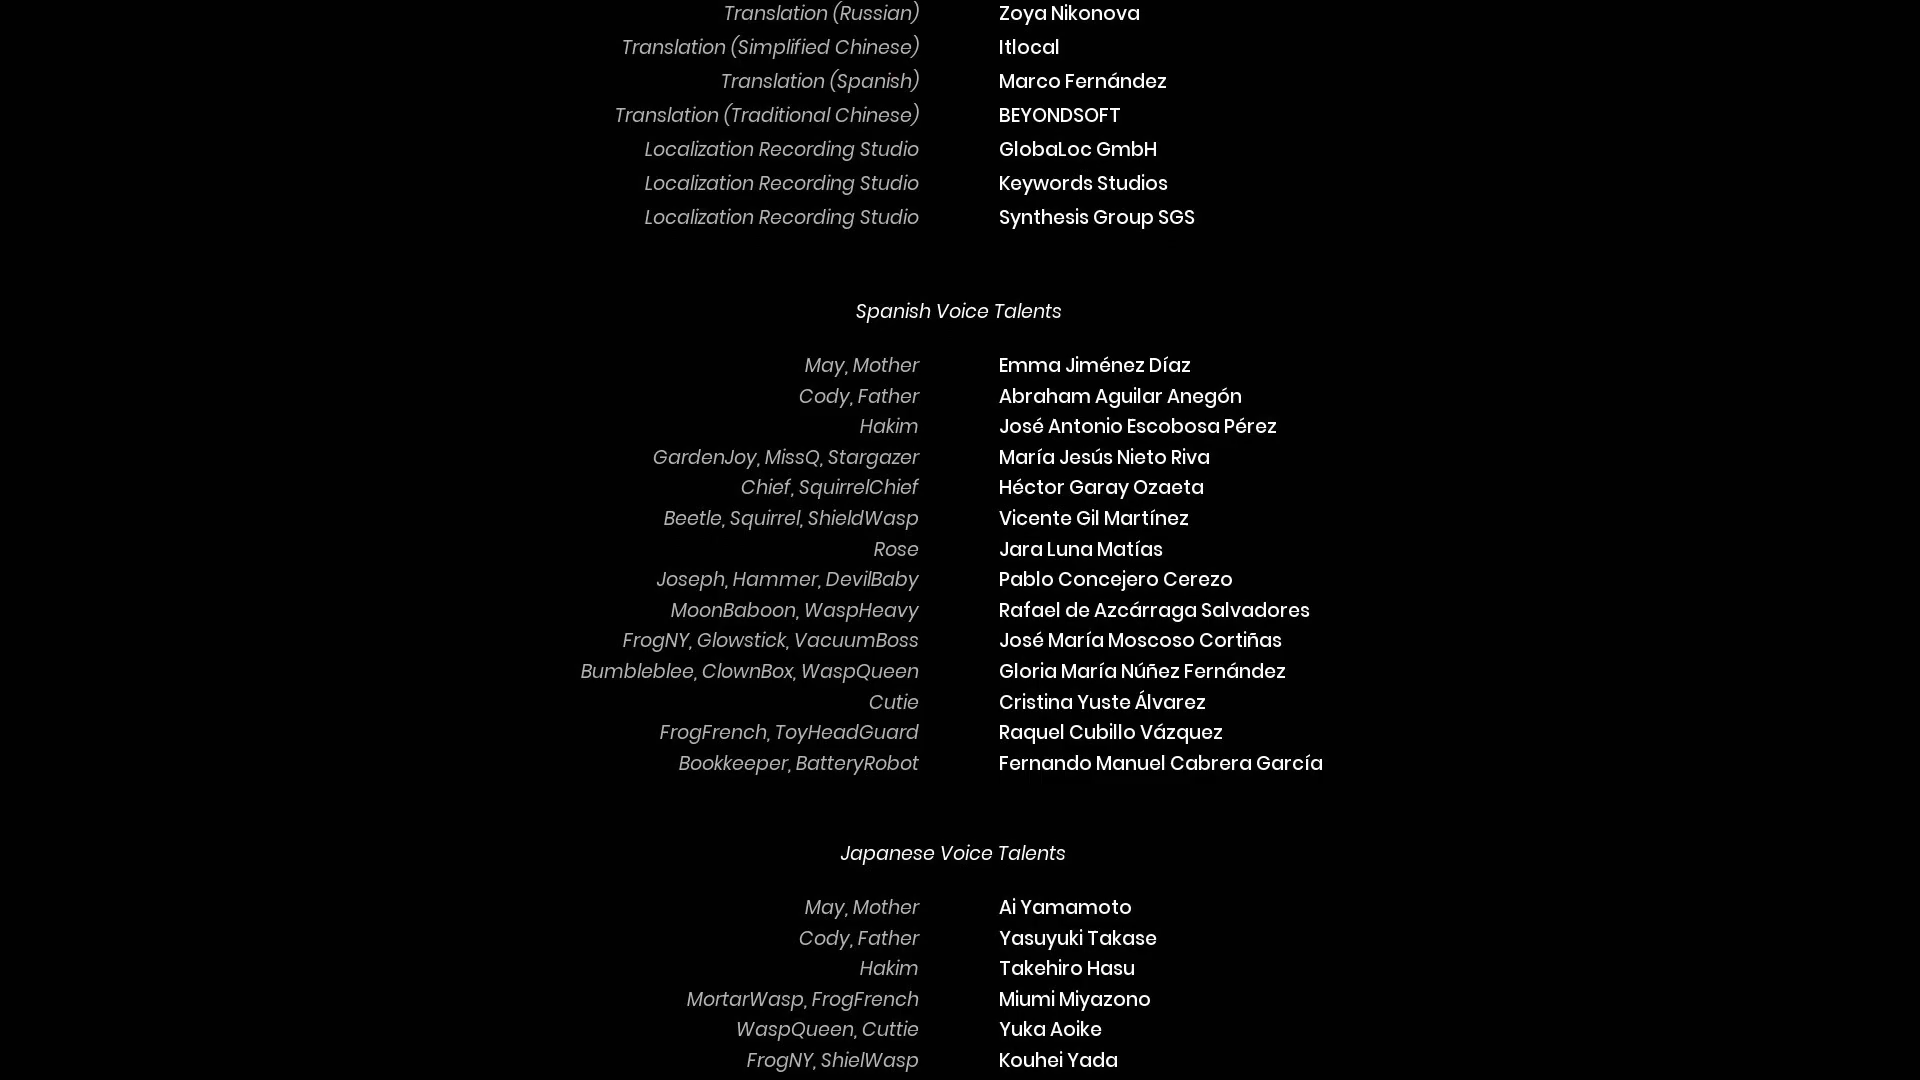 Translation (Russian) Zoya Nikonova
Translation (Simplified Chinese) Itlocal
Translation (Spanish) Marco Fernández
Translation (Traditional Chinese) BEYONDSOFT
Localization Recording Studio GlobaLoc GmbH
Localization Recording Studio Keywords Studios
Localization Recording Studio Synthesis Group SGS
Spanish Voice Talents
May, Mother Emma Jiménez Díaz
Cody, Father Abraham Aguilar Anegón
Hakim José Antonio Escobosa Pérez
GardenJoy, MissQ, Stargazer María Jesús Nieto Riva
Chief, SquirrelChief Héctor Garay Ozaeta
Beetle, Squirrel, ShieldWasp Vicente Gil Martínez
Rose Jara Luna Matías
Joseph, Hammer, DevilBaby Pablo Concejero Cerezo
MoonBaboon, WaspHeavy Rafael de Azcárraga Salvadores
FrogNY, Glowstick, VacuumBoss José María Moscoso Cortiñas
Bumbleblee, ClownBox, WaspQueen Gloria María Núñez Fernández
Cutie Cristina Yuste Álvarez
FrogFrench, ToyHeadGuard Raquel Cubillo Vázquez
Bookkeeper, BatteryRobot Fernando Manuel Cabrera García
Japanese Voice Talents
May, Mother Ai Yamamoto
Cody, Father Yasuyuki Takase
Hakim Takehiro Hasu
MortarWasp, FrogFrench Miumi Miyazono
WaspQueen, Cuttie Yuka Aoike
FrogNY, ShielWasp Kouhei Yada